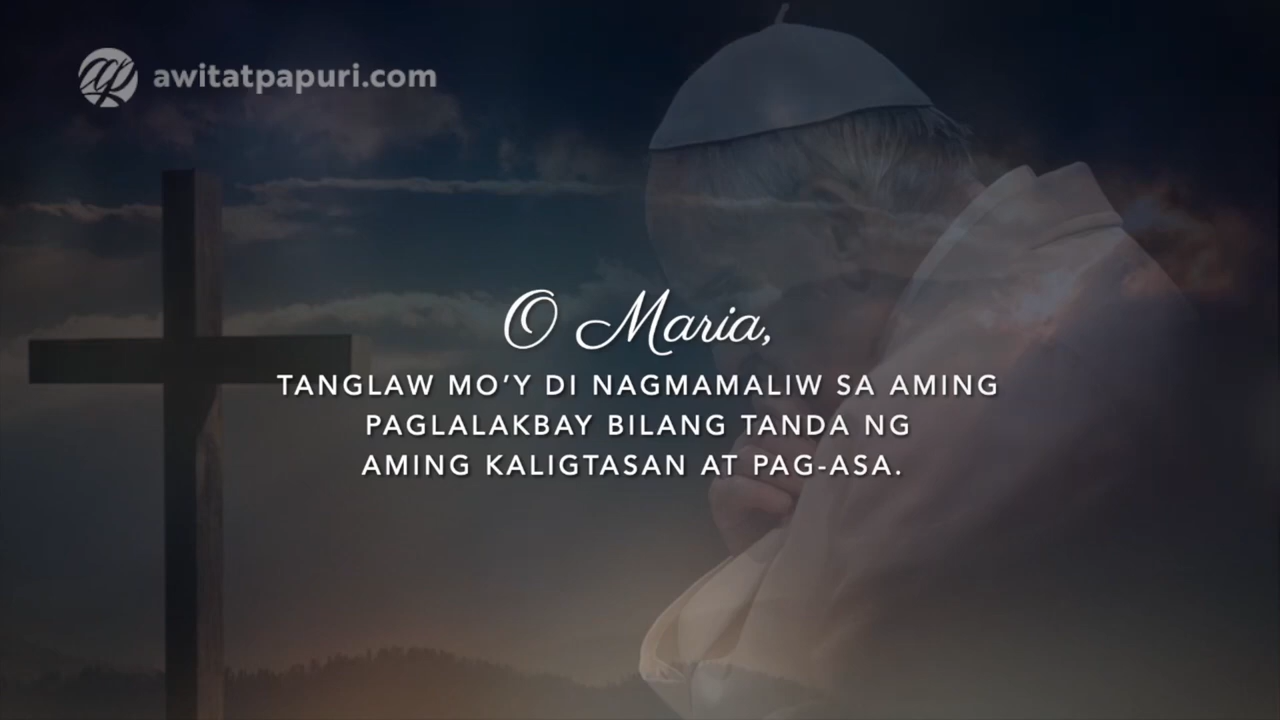 awitatpapuri.com
O Maria,
TANGLAW MO’Y DI NAGMAMALIW SA AMING
PAGLALAKBAY BILANG TANDA NG
AMING KALIGTASAN AT PAG-ASA.